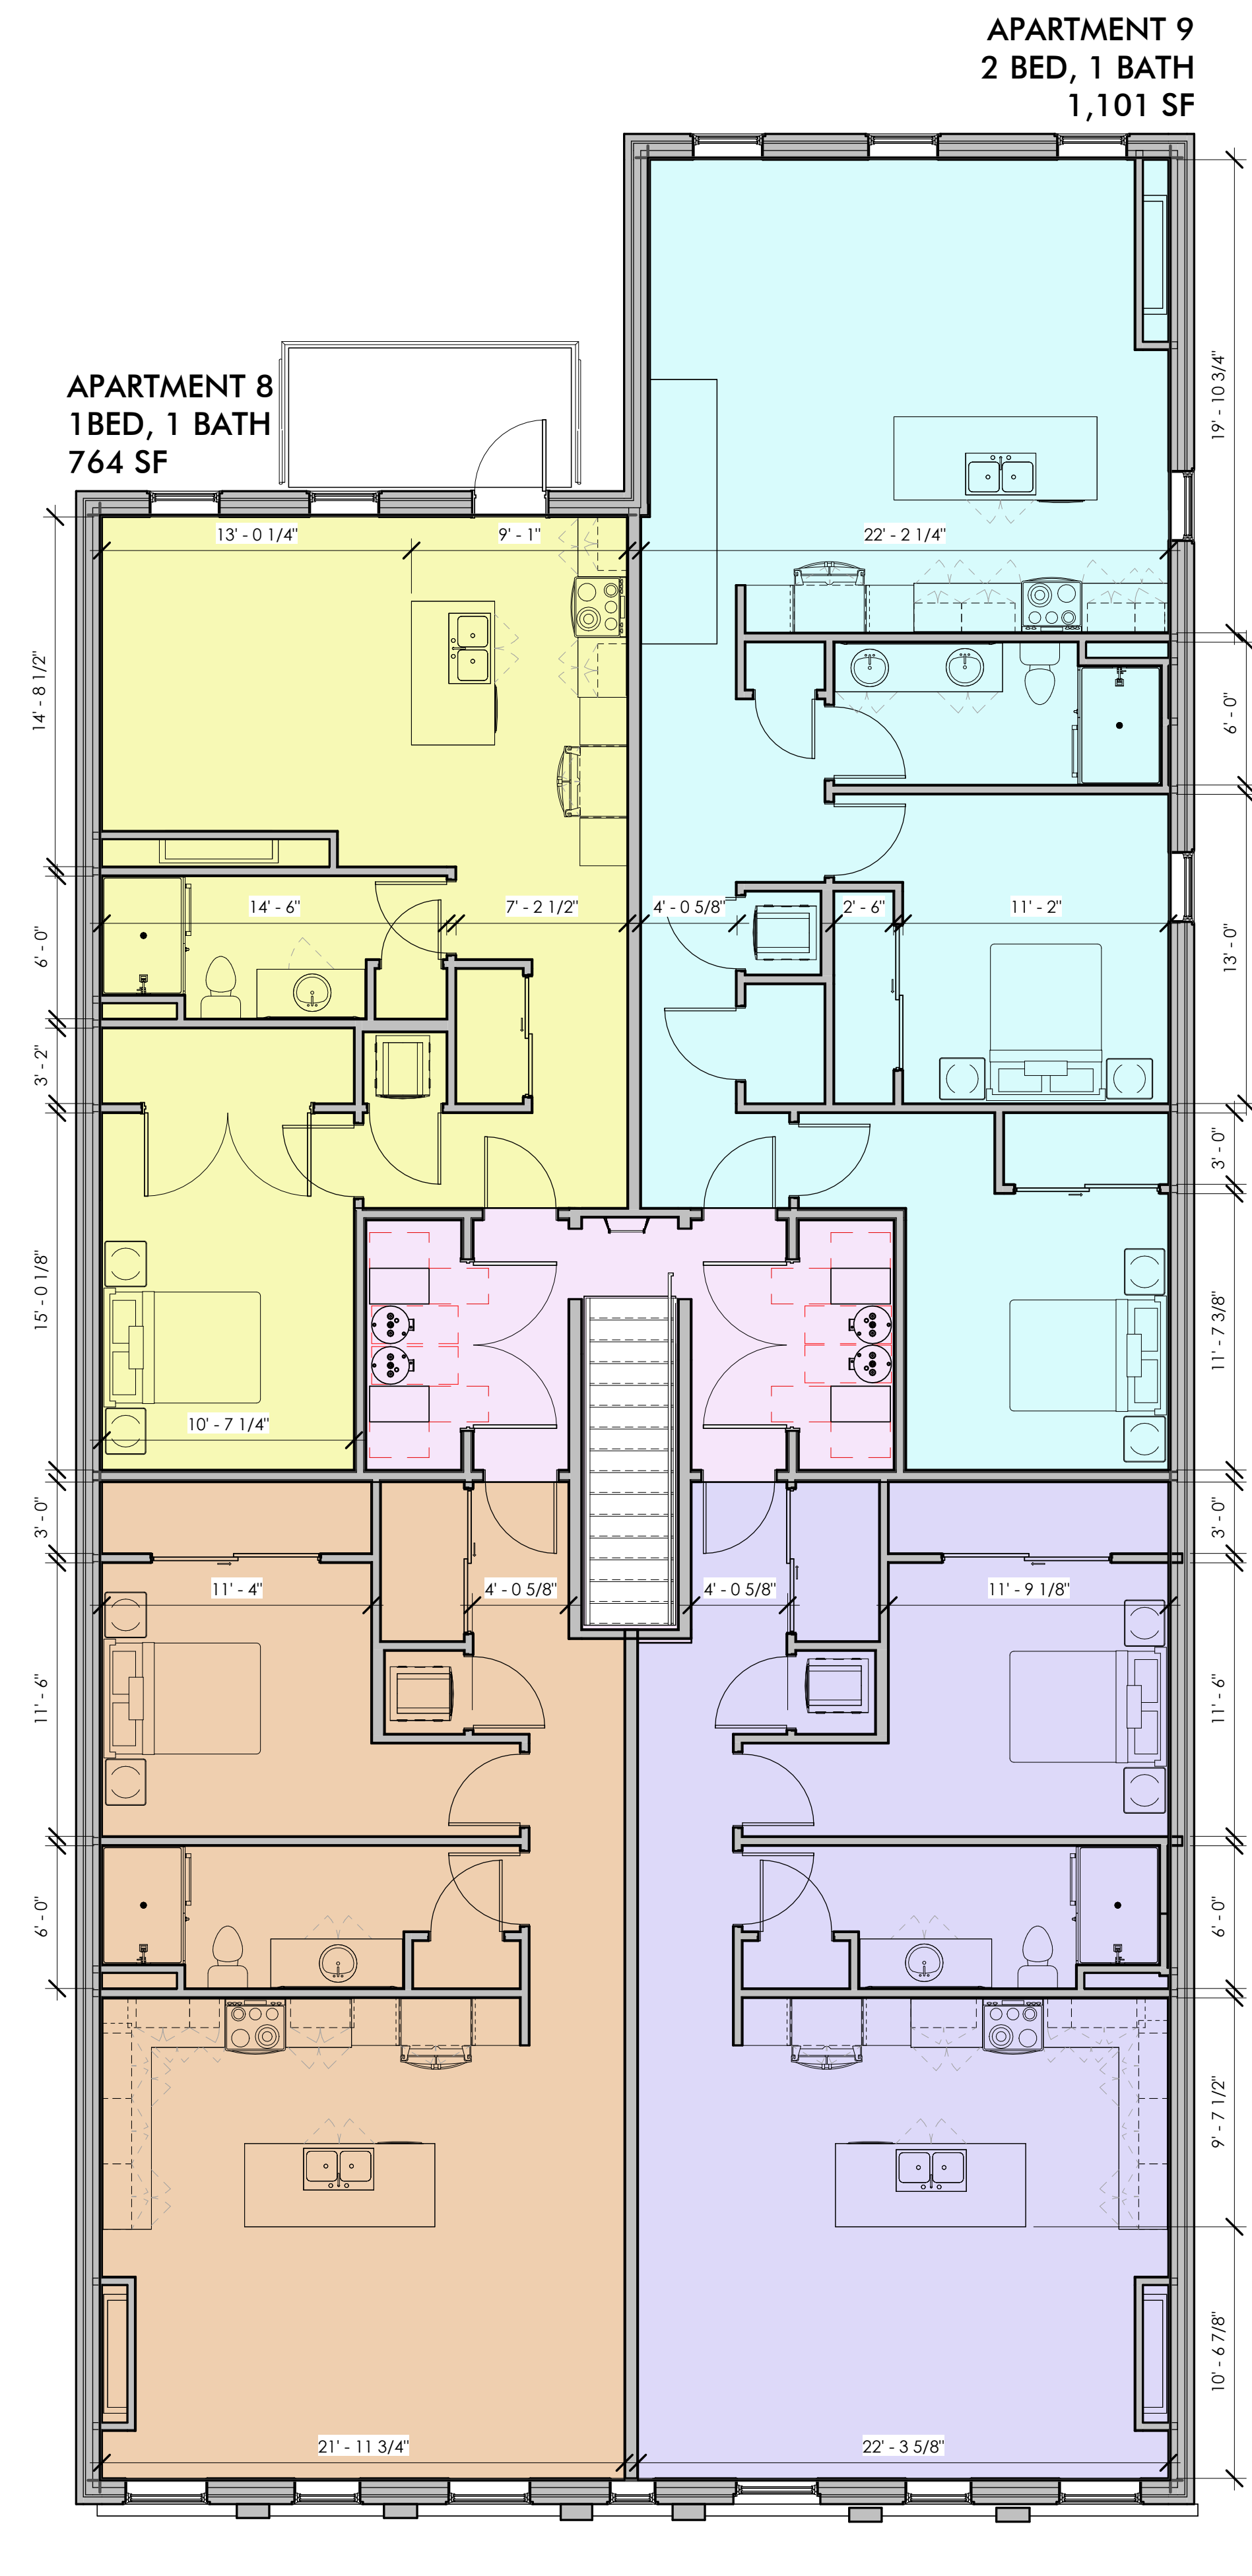 APARTMENT 9
2 BED, 1 BATH
1,101 SF
APARTMENT 8
1BED, 1 BATH
764 SF
19' - 10 3/4"
13' - 0 1/4"
9' - 1"
22' - 2 1/4"
14' - 8 1/2"
6' - 0"
14' - 6"
7' - 2 1/2"
4' - 0 5/8"
2' - 6"
11' - 2"
6' - 0"
13' - 0"
3' - 2"
3' - 0"
15' - 0 1/8"
11' - 7 3/8"
10' - 7 1/4"
3' - 0"
3' - 0"
11' - 4"
4' - 0 5/8"
4' - 0 5/8"
11' - 9 1/8"
11' - 6"
11' - 6"
6' - 0"
6' - 0"
9' - 7 1/2"
10' - 6 7/8"
21' - 11 3/4"
22' - 3 5/8"